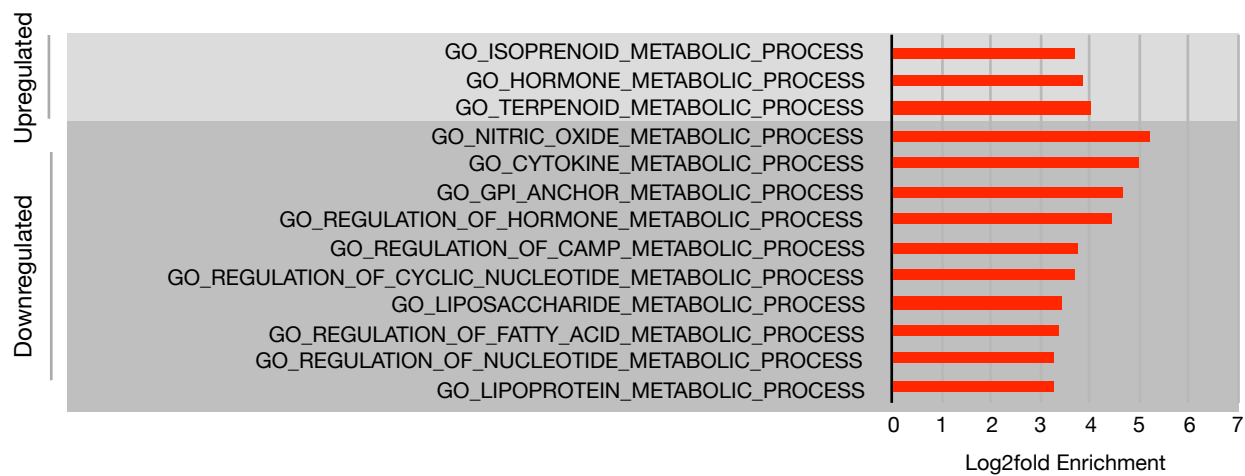 Upregulated
GO_ISOPRENOID_METABOLIC_PROCESS
GO_HORMONE_METABOLIC_PROCESS
GO_TERPENOID_METABOLIC_PROCESS
Downregulated
GO_NITRIC_OXIDE_METABOLIC_PROCESS
GO_CYTOKINE_METABOLIC_PROCESS
GO_GPI_ANCHOR_METABOLIC_PROCESS
GO_REGULATION_OF_HORMONE_METABOLIC_PROCESS
GO_REGULATION_OF_CAMP_METABOLIC_PROCESS
GO_REGULATION_OF_CYCLIC_NUCLEOTIDE_METABOLIC_PROCESS
GO_LIPOSACCHARIDE_METABOLIC_PROCESS
GO_REGULATION_OF_FATTY_ACID_METABOLIC_PROCESS
GO_REGULATION_OF_NUCLEOTIDE_METABOLIC_PROCESS
GO_LIPOPROTEIN_METABOLIC_PROCESS
0 1 2 3 4 5 6 7
Log2fold Enrichment